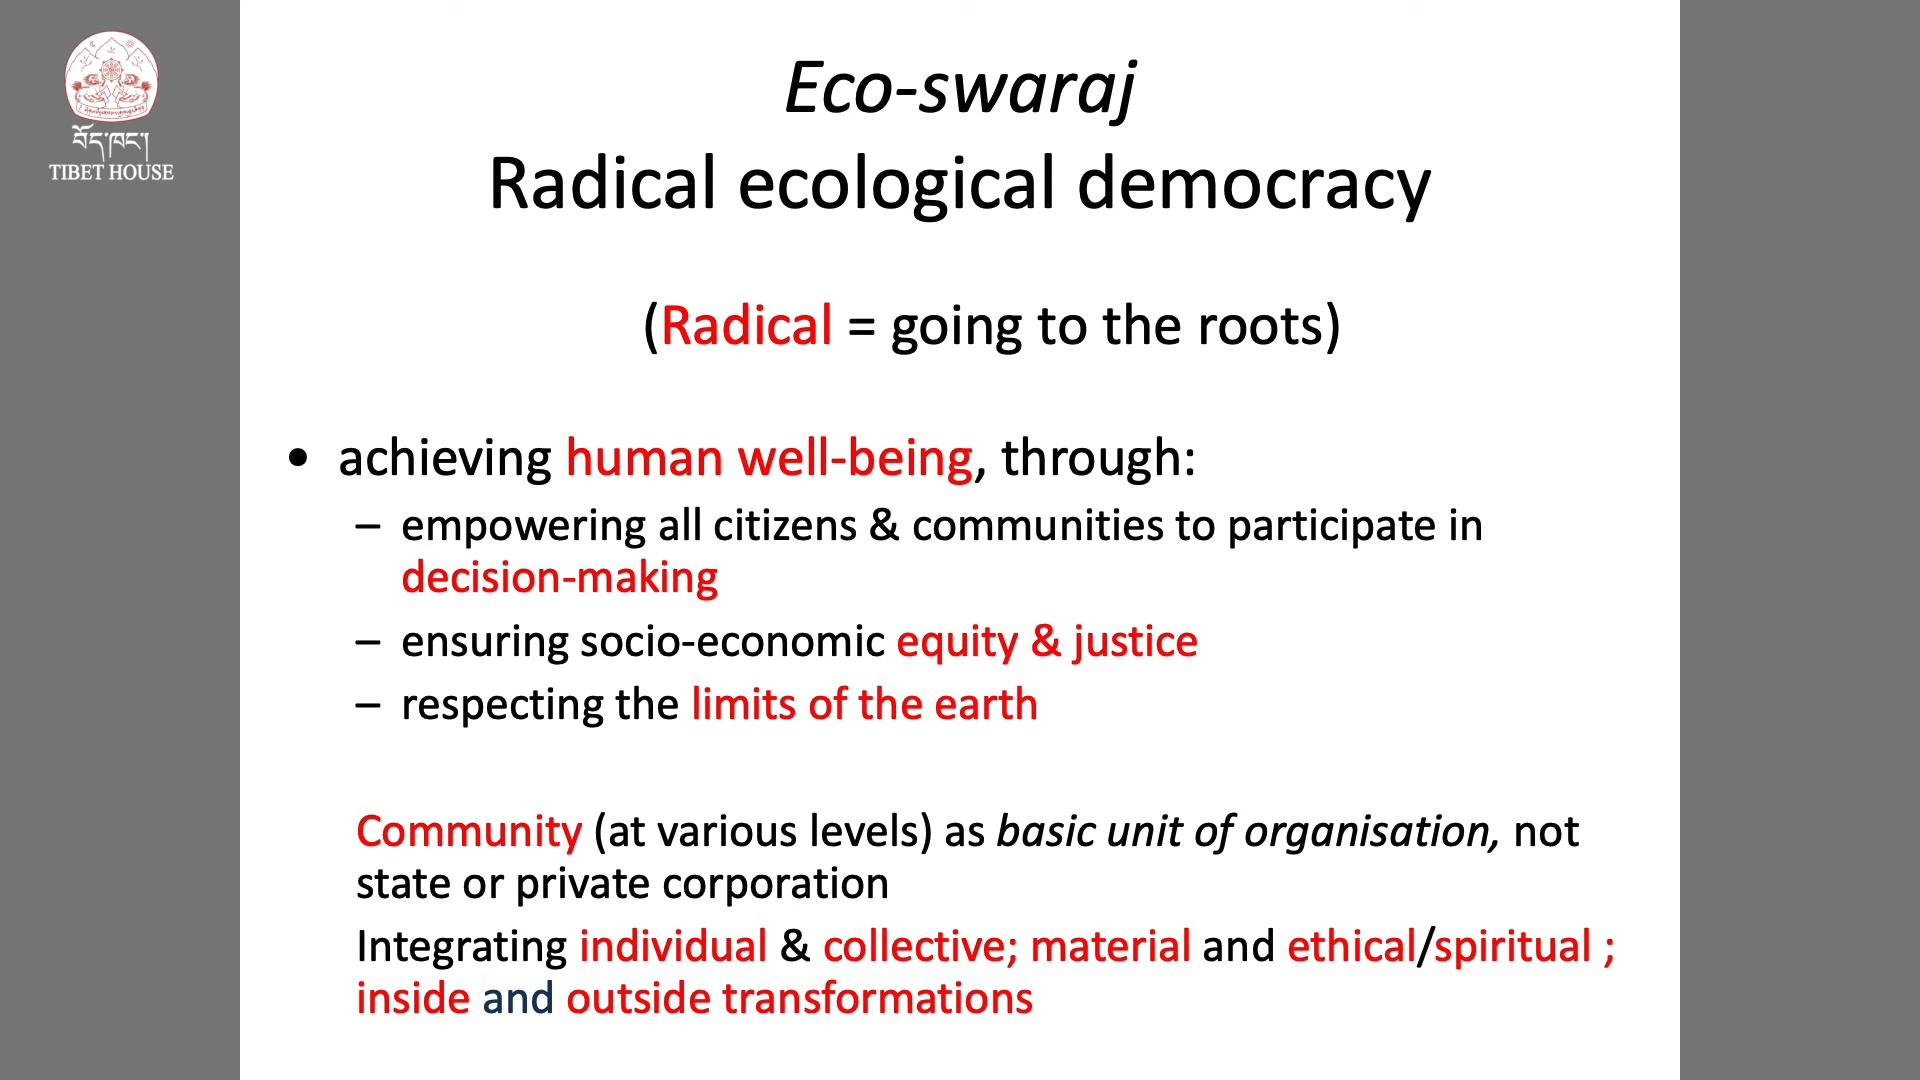 བོད་ཁང་།
TIBET HOUSE
Eco-swaraj
Radical ecological democracy
(Radical = going to the roots)
• achieving human well-being, through:
– empowering all citizens & communities to participate in
decision-making
– ensuring socio-economic equity & justice
– respecting the limits of the earth
Community (at various levels) as basic unit of organisation, not
state or private corporation
Integrating individual & collective; material and ethical/spiritual ;
inside and outside transformations